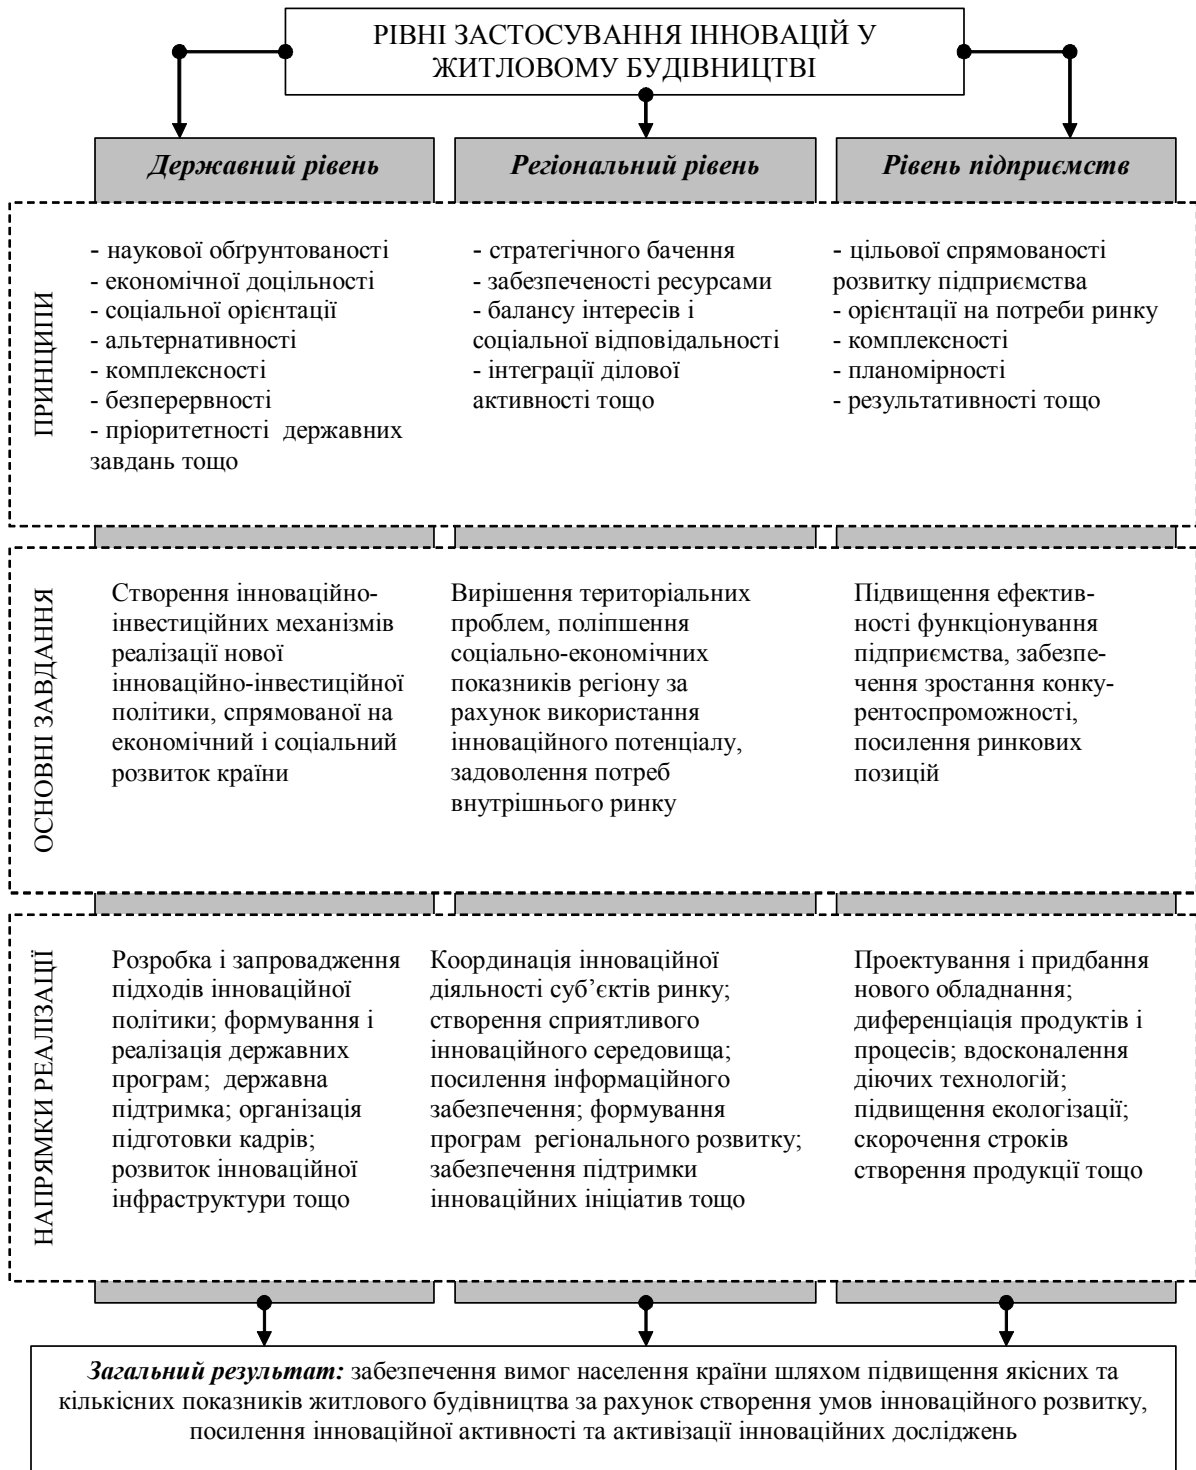 РІВНІ ЗАСТОСУВАННЯ ІННОВАЦІЙ У
ЖИТЛОВОМУ БУДІВНИЦТВІ
Державний рівень
Регіональний рівень
Рівень підприємств
ПРИНЦИПИ
- наукової обґрунтованості
- економічної доцільності
- соціальної орієнтації
- альтернативності
- комплексності
- безперервності
- пріоритетності державних
завдань тощо
- стратегічного бачення
- забезпеченості ресурсами
- балансу інтересів і
соціальної відповідальності
- інтеграції ділової
активності тощо
- цільової спрямованості
розвитку підприємства
- орієнтації на потреби ринку
- комплексності
- планомірності
- результативності тощо
ОСНОВНІ ЗАВДАННЯ
Створення інноваційно-
інвестиційних механізмів
реалізації нової
інноваційно-інвестиційної
політики, спрямованої на
економічний і соціальний
розвиток країни
Вирішення територіальних
проблем, поліпшення
соціально-економічних
показників регіону за
рахунок використання
інноваційного потенціалу,
задоволення потреб
внутрішнього ринку
Підвищення ефектив-
ності функціонування
підприємства, забезпе-
чення зростання конку-
рентоспроможності,
посилення ринкових
позицій
НАПРЯМКИ РЕАЛІЗАЦІЇ
Розробка і запровадження
підходів інноваційної
політики; формування і
реалізація державних
програм; державна
підтримка; організація
підготовки кадрів;
розвиток інноваційної
інфраструктури тощо
Координація інноваційної
діяльності суб’єктів ринку;
створення сприятливого
інноваційного середовища;
посилення інформаційного
забезпечення; формування
програм регіонального розвитку;
забезпечення підтримки
інноваційних ініціатив тощо
Проектування і придбання
нового обладнання;
диференціація продуктів і
процесів; вдосконалення
діючих технологій;
підвищення екологізації;
скорочення строків
створення продукції тощо
Загальний результат: забезпечення вимог населення країни шляхом підвищення якісних та
кількісних показників житлового будівництва за рахунок створення умов інноваційного розвитку,
посилення інноваційної активності та активізації інноваційних досліджень